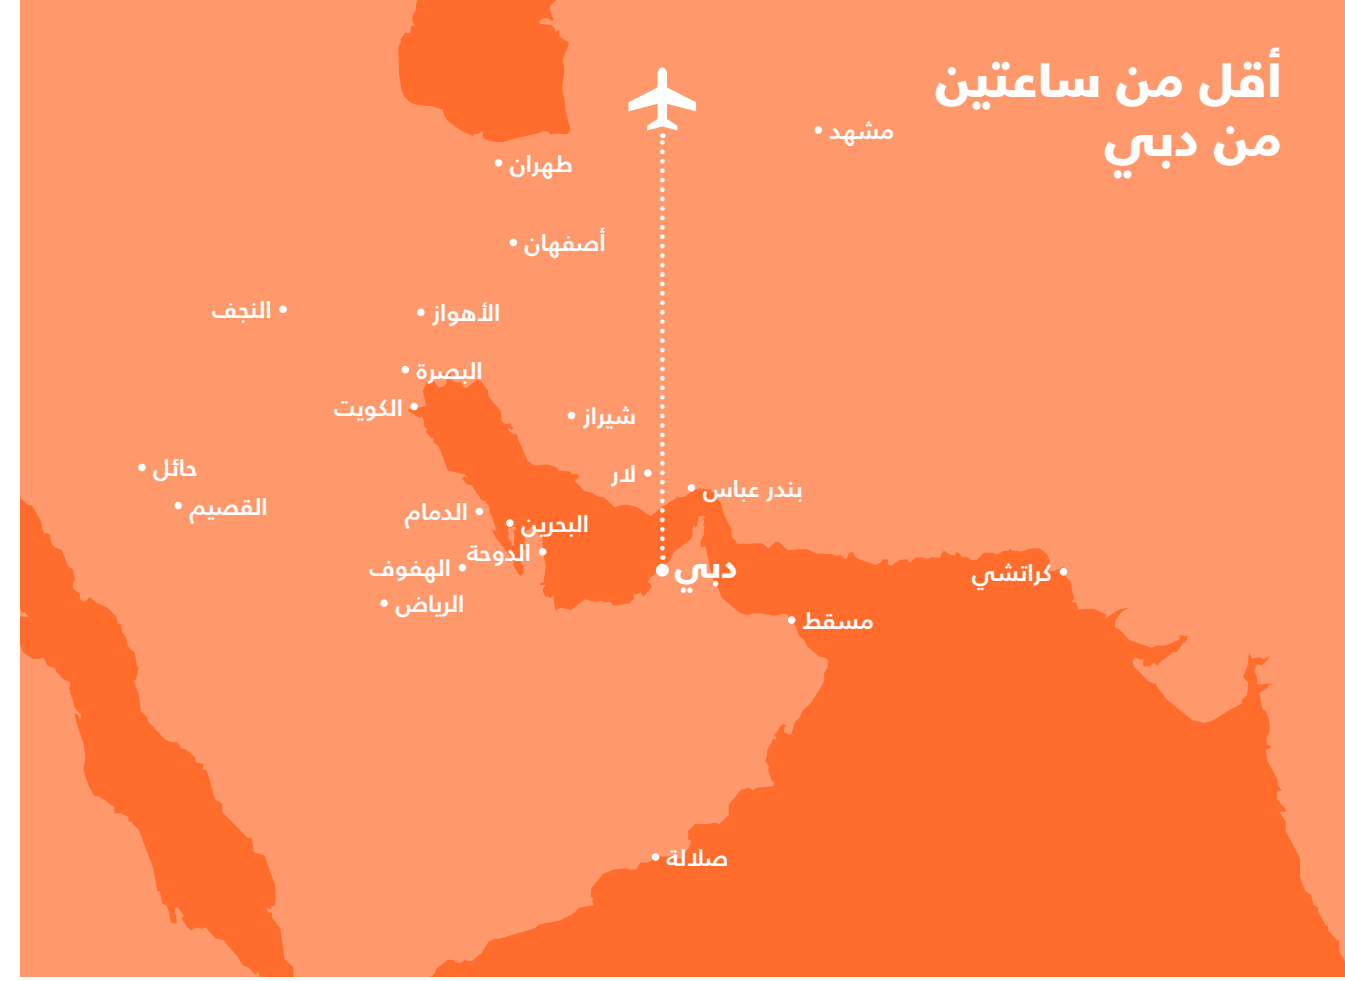 أقل من ساعتين
من دبي
مشهد
طهران
أصفهان
النجف
الأهواز
البصرة
الكويت
شيراز
حائل
لار
بندر عباس
القصيم
الدمام
البحرين
الدوحة
الهفوف
دبي
كراتشي
الرياض
مسقط
صلالة